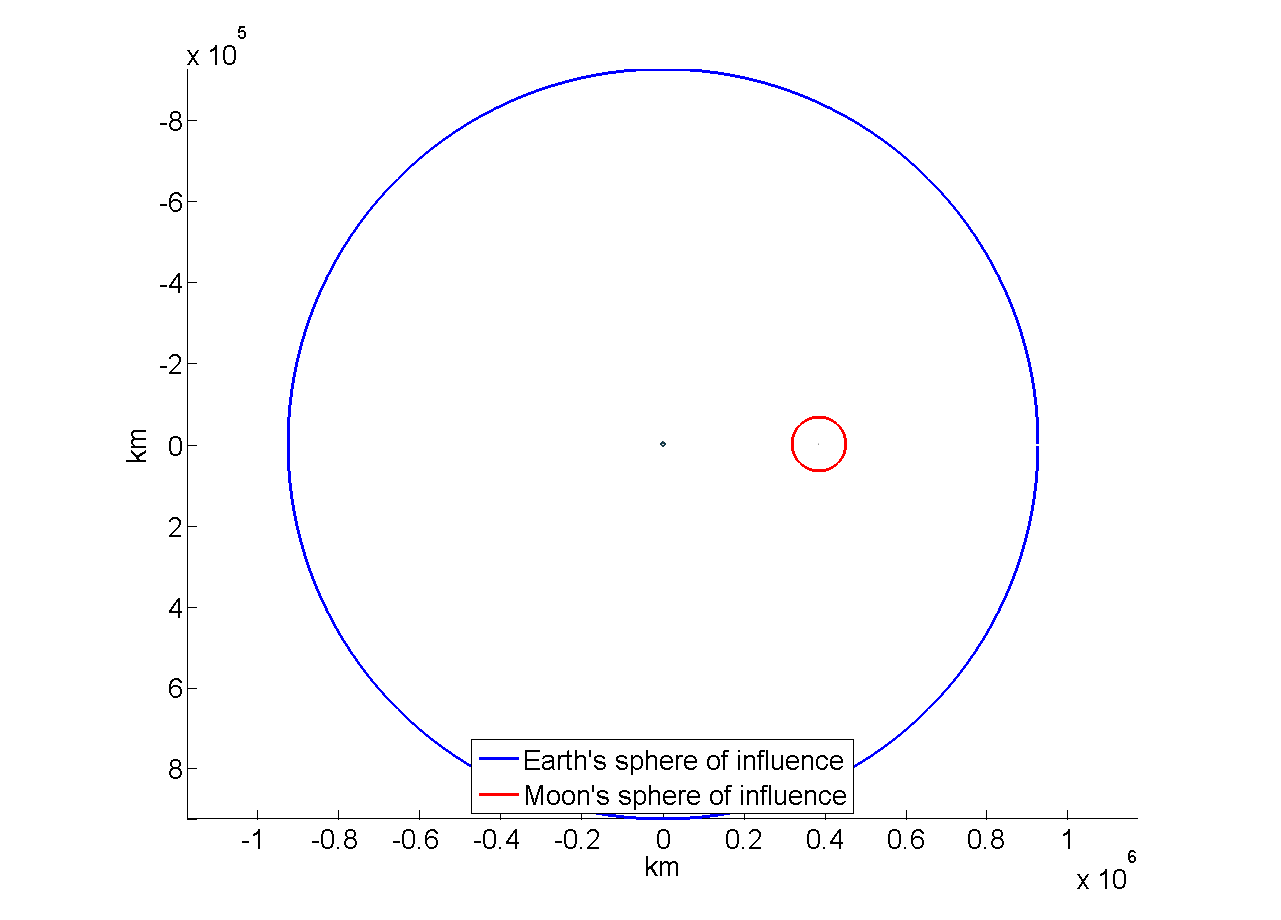 x 10^5
-8
-6
-4
-2
0
2
4
6
8
km
Earth's sphere of influence
Moon's sphere of influence
-1 -0.8 -0.6 -0.4 -0.2 0 0.2 0.4 0.6 0.8 1
km
x 10^6